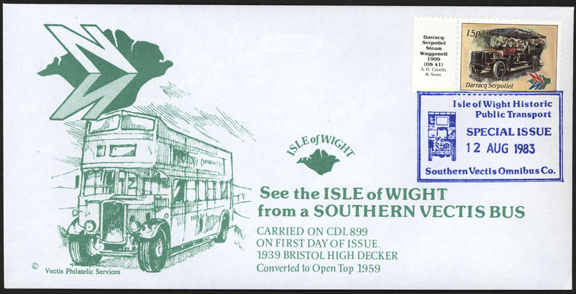 Darracq
Serpollet
Steam
Waggonett
1909
(OS 41)
A. H. Creeth
& Sons
15p
Darracq Serpollet
Isle of Wight Historic
Public Transport
SPECIAL ISSUE
12 AUG 1983
Southern Vectis Omnibus Co.
ISLE of WIGHT
See the ISLE of WIGHT
from a SOUTHERN VECTIS BUS
CARRIED ON CDL 899
ON FIRST DAY OF ISSUE.
1939 BRISTOL HIGH DECKER
Converted to Open Top 1959
© Vectis Philatelic Services